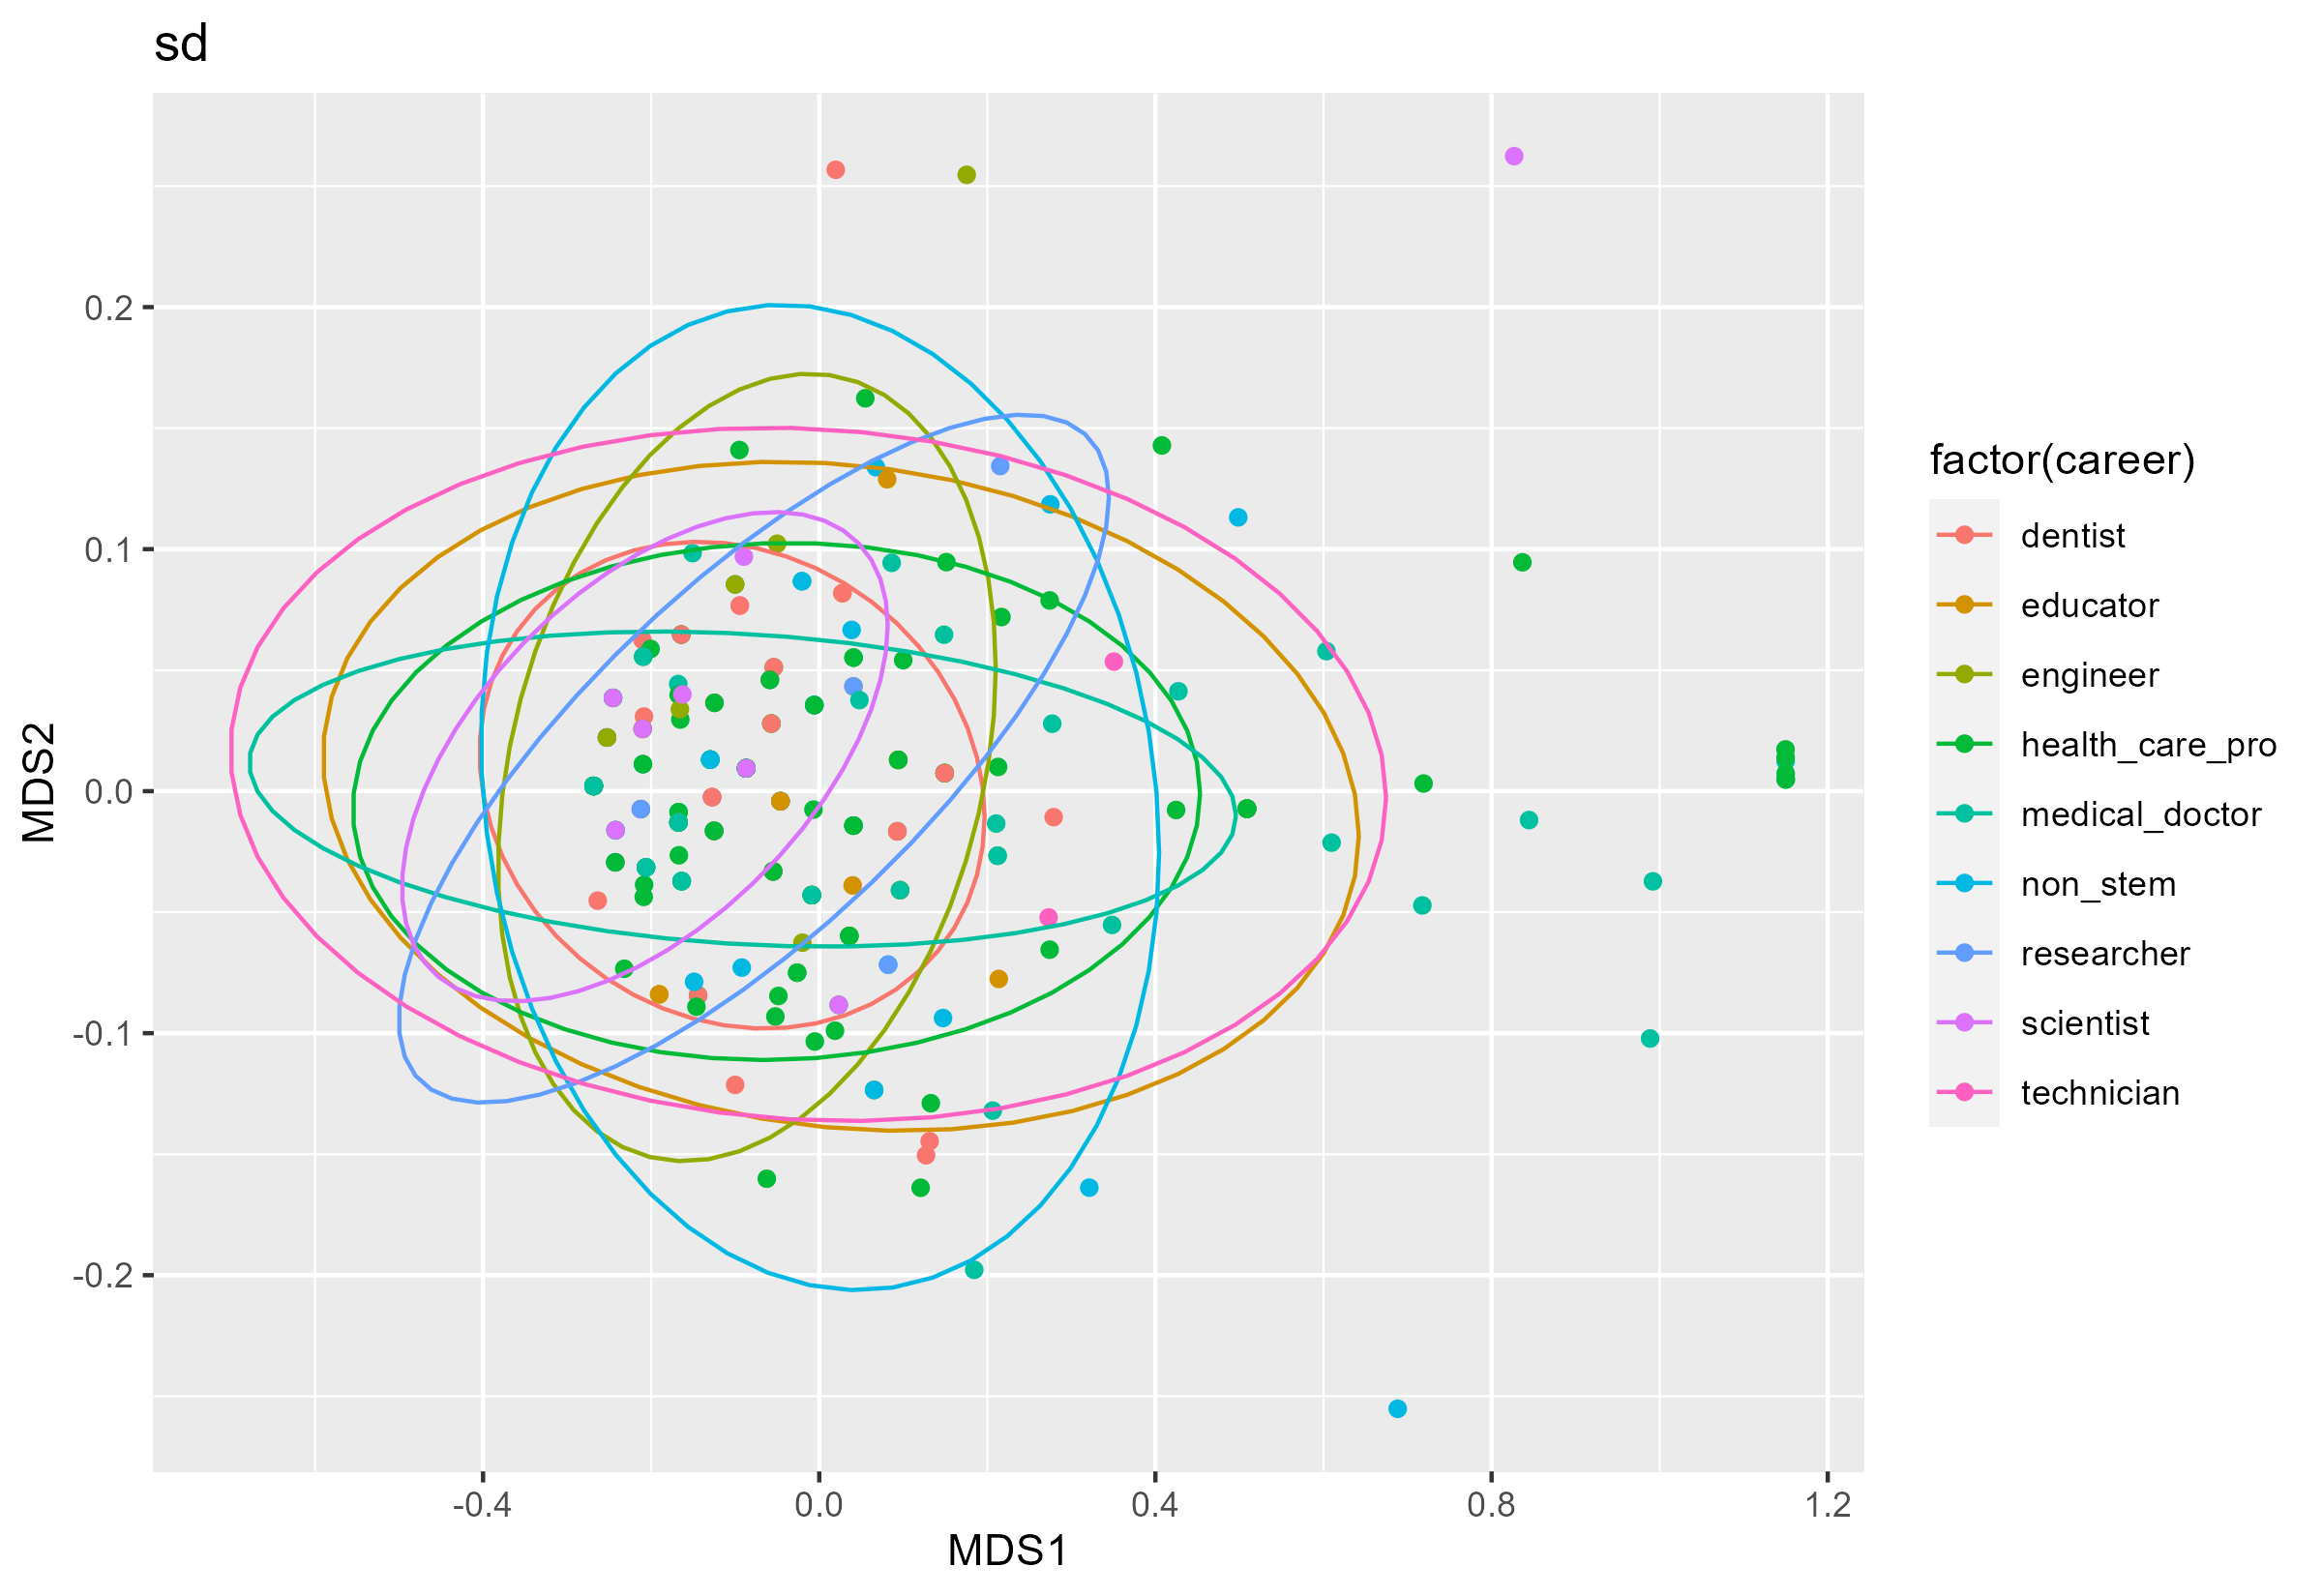 sd
MDS2
0.2
0.1
0.0
-0.1
-0.2
-0.4
0.0
0.4
0.8
1.2
MDS1
factor(career)
dentist
educator
engineer
health_care_pro
medical_doctor
non_stem
researcher
scientist
technician